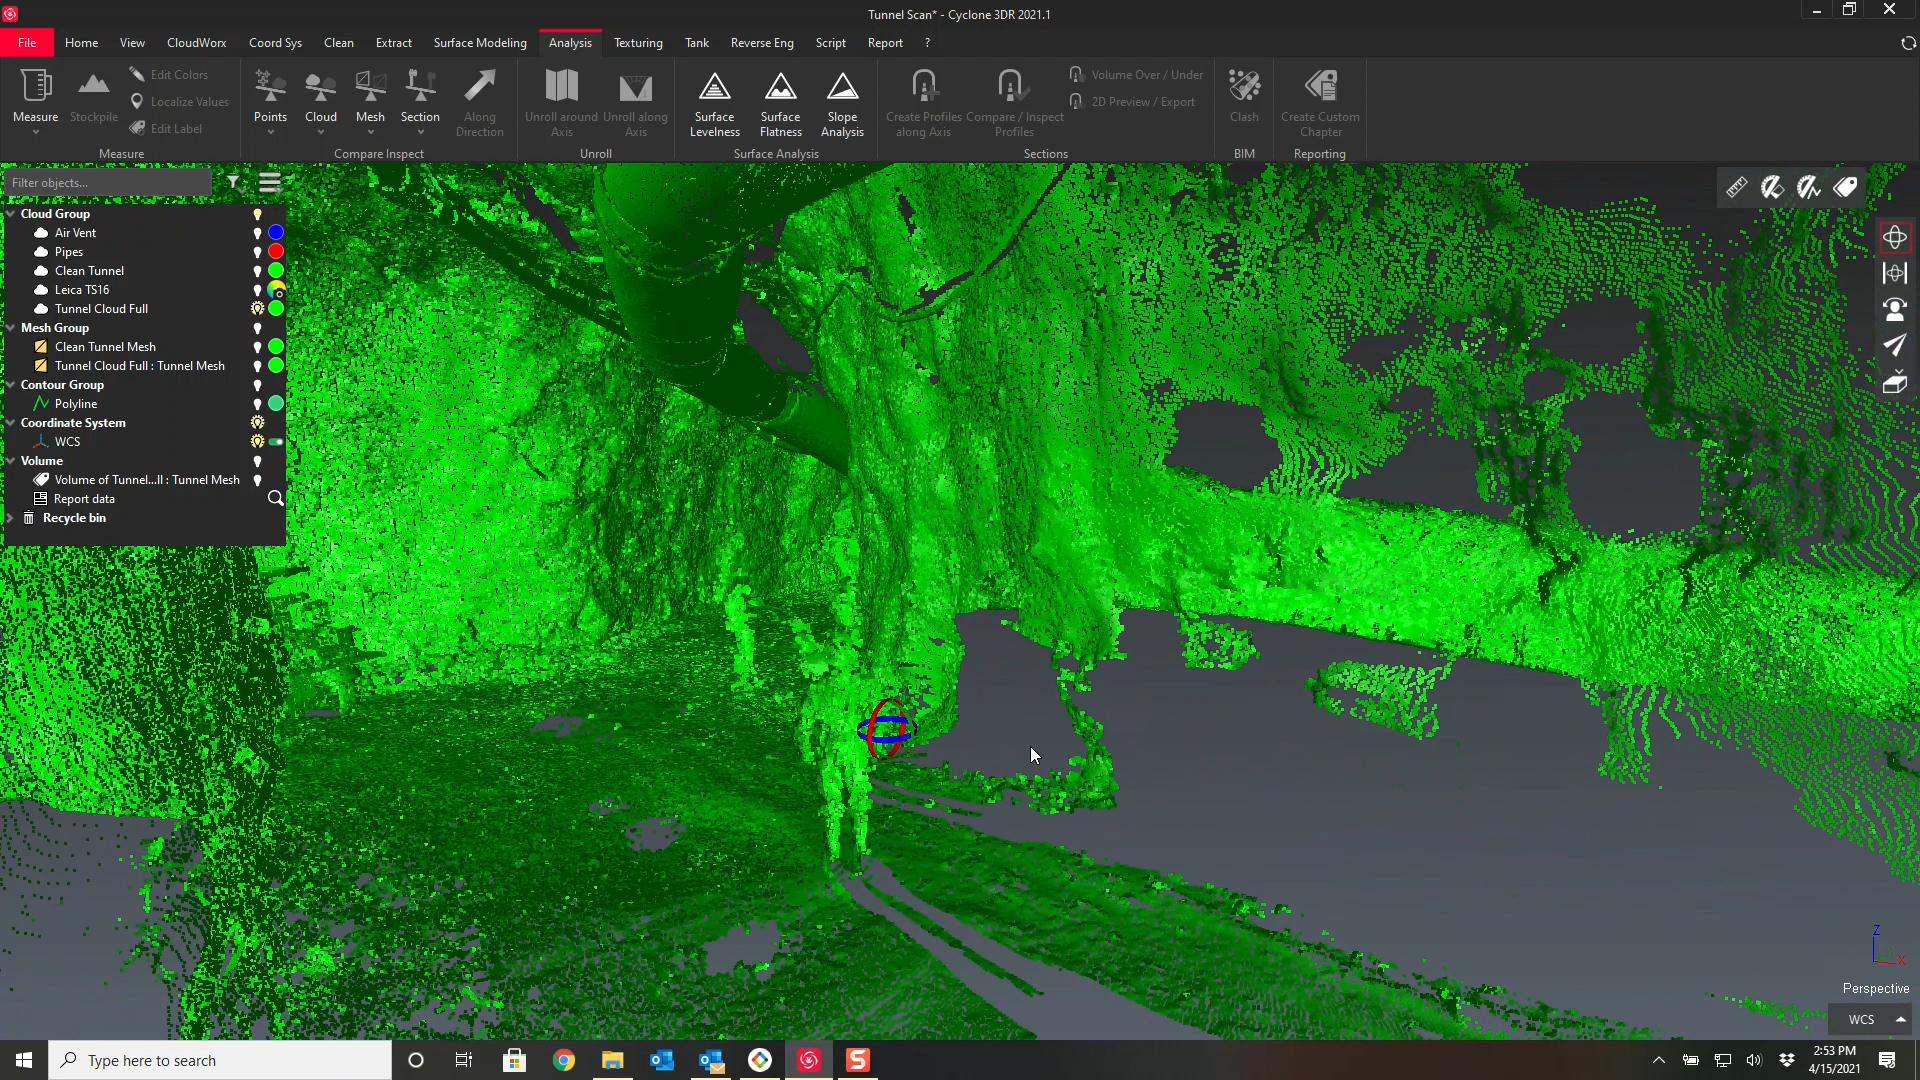 Tunnel Scan* - Cyclone 3DR 2021.1
File Home View CloudWorx Coord Sys Clean Extract Surface Modeling Analysis Texturing Tank Reverse Eng Script Report ?
Measure Stockpile Edit Colors Localize Values Edit Label
Points Cloud Mesh Section Along Direction
Unroll around Axis Unroll along Axis
Surface Levelness Surface Flatness Slope Analysis
Create Profiles along Axis Compare / Inspect Profiles Volume Over / Under 2D Preview / Export
Clash Create Custom Chapter
Measure Compare Inspect Unroll Surface Analysis Sections BIM Reporting
Filter objects...
Cloud Group
Air Vent
Pipes
Clean Tunnel
Leica TS16
Tunnel Cloud Full
Mesh Group
Clean Tunnel Mesh
Tunnel Cloud Full : Tunnel Mesh
Contour Group
Polyline
Coordinate System
WCS
Volume
Volume of Tunnel...ll : Tunnel Mesh
Report data
Recycle bin
Z
X
Perspective
WCS
Type here to search
2:53 PM
4/15/2021